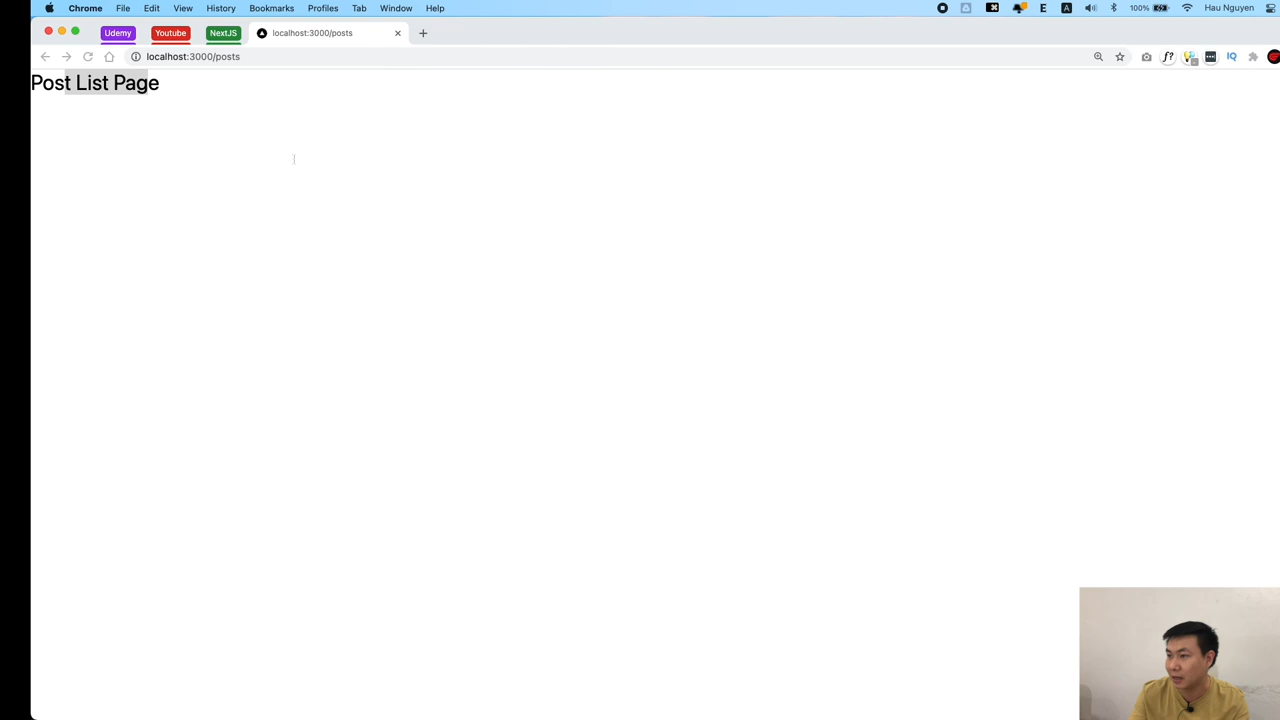 Chrome File Edit View History Bookmarks Profiles Tab Window Help E A 100% Hau Nguyen
Udemy Youtube NextJS localhost:3000/posts
localhost:3000/posts f? IQ
Post List Page